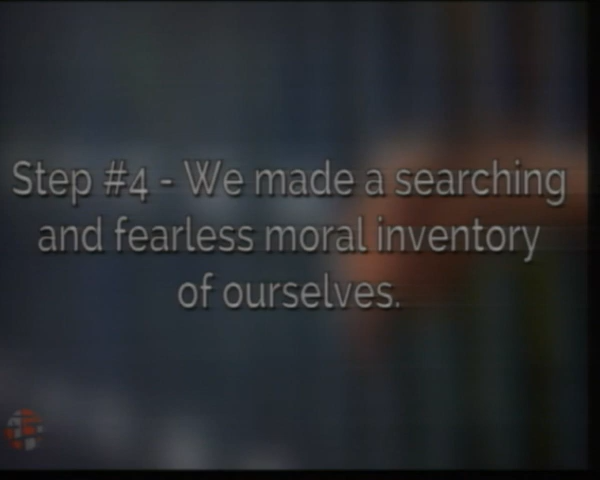 Step #4 - We made a searching
and fearless moral inventory
of ourselves.